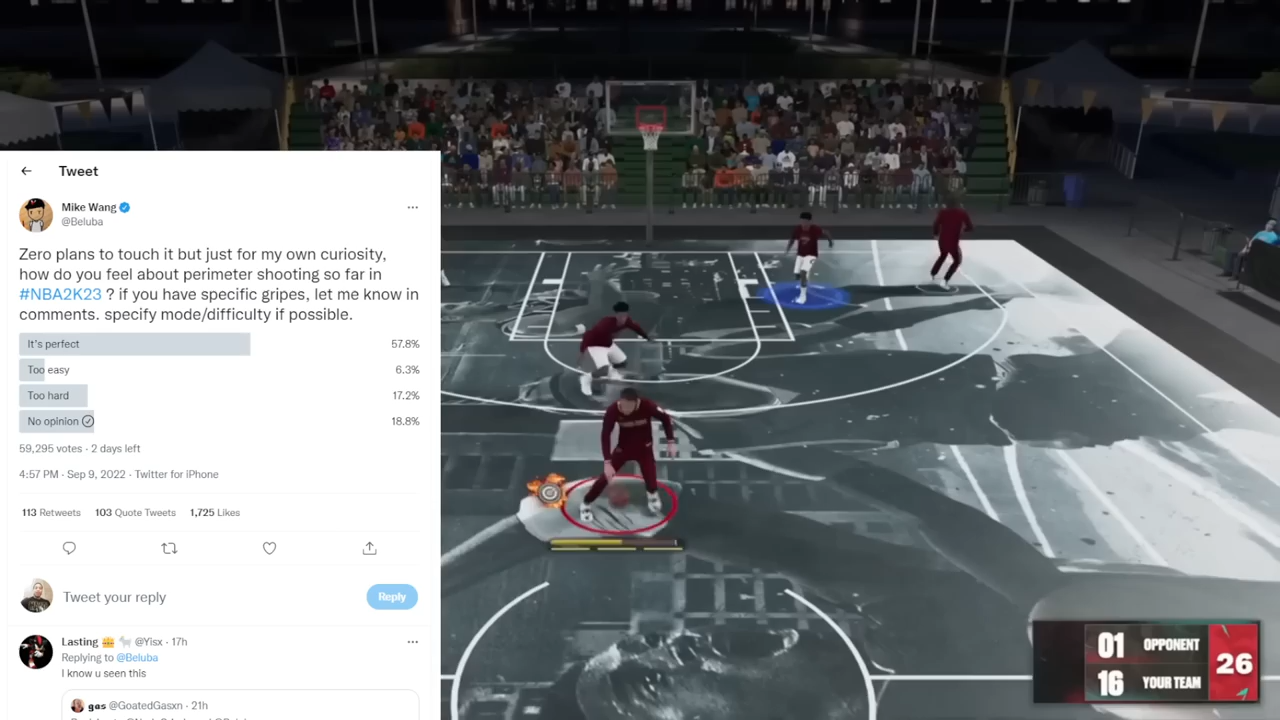 Tweet
Mike Wang
@Beluba
Zero plans to touch it but just for my own curiosity,
how do you feel about perimeter shooting so far in
#NBA2K23 ? if you have specific gripes, let me know in
comments. specify mode/difficulty if possible.
It's perfect 57.8%
Too easy 6.3%
Too hard 17.2%
No opinion 18.8%
59,295 votes · 2 days left
4:57 PM · Sep 9, 2022 · Twitter for iPhone
113 Retweets 103 Quote Tweets 1,725 Likes
Tweet your reply
Reply
Lasting @Yisx · 17h
Replying to @Beluba
I know u seen this
gas @GoatedGasxn · 21h
01 OPPONENT
16 YOUR TEAM
26